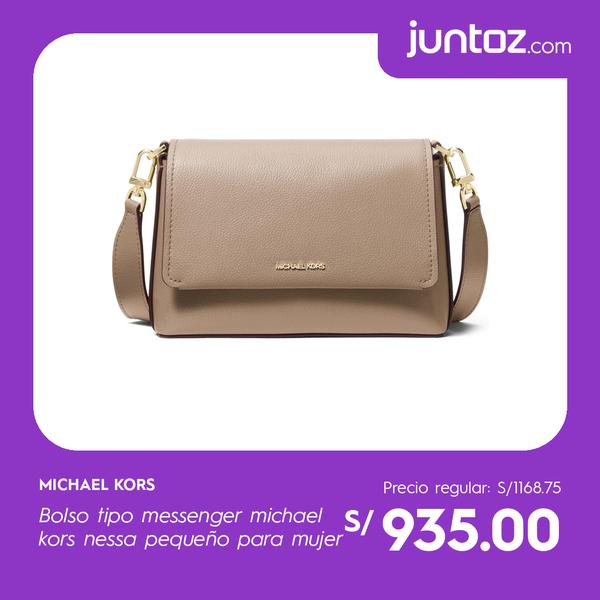 juntoz.com
MICHAEL KORS
MICHAEL KORS
Bolso tipo messenger michael
kors nessa pequeño para mujer
Precio regular: S/1168.75
S/ 935.00